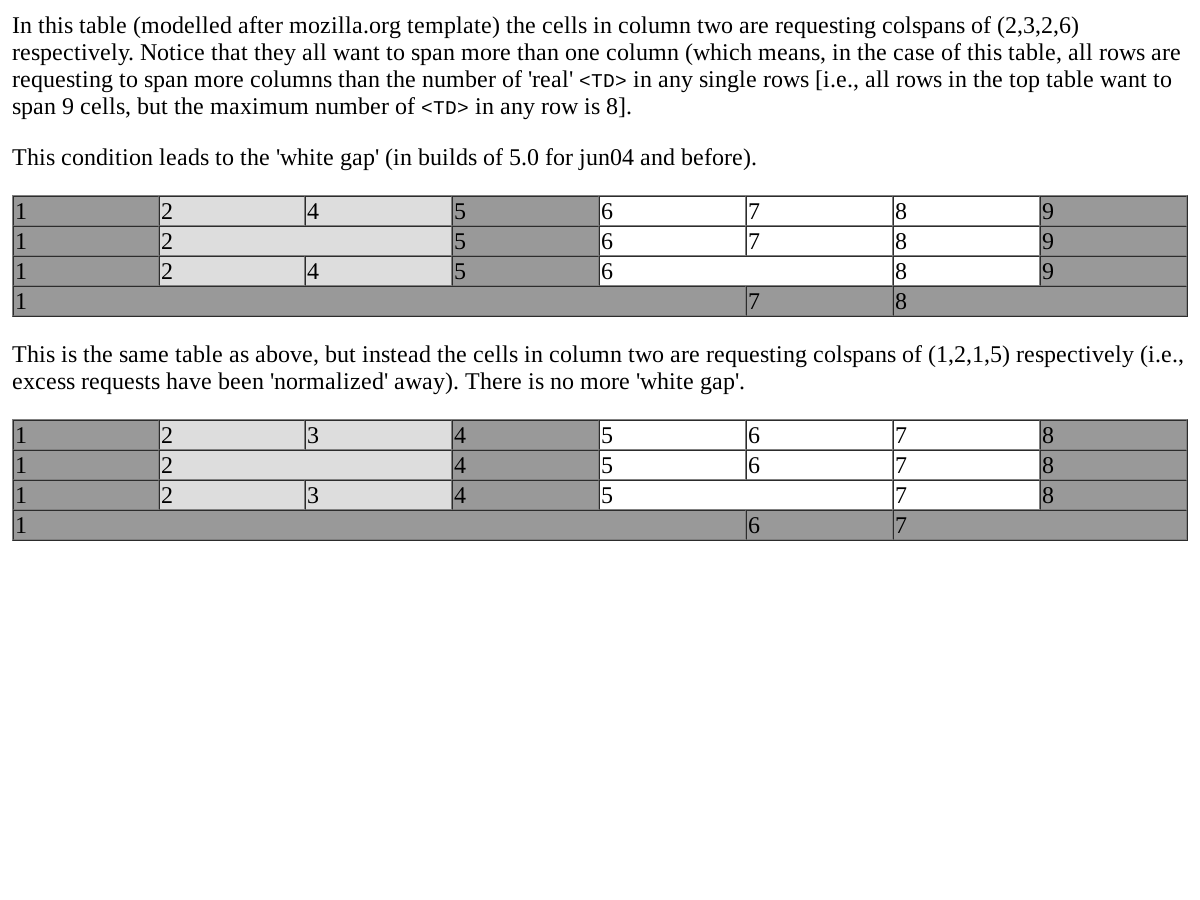 In this table (modelled after mozilla.org template) the cells in column two are requesting colspans of (2,3,2,6)
respectively. Notice that they all want to span more than one column (which means, in the case of this table, all rows are
requesting to span more columns than the number of 'real' <TD> in any single rows [i.e., all rows in the top table want to
span 9 cells, but the maximum number of <TD> in any row is 8].
This condition leads to the 'white gap' (in builds of 5.0 for jun04 and before).
1 2 4 5 6 7 8 9
1 2 5 6 7 8 9
1 2 4 5 6 8 9
1 7 8
This is the same table as above, but instead the cells in column two are requesting colspans of (1,2,1,5) respectively (i.e.,
excess requests have been 'normalized' away). There is no more 'white gap'.
1 2 3 4 5 6 7 8
1 2 4 5 6 7 8
1 2 3 4 5 7 8
1 6 7